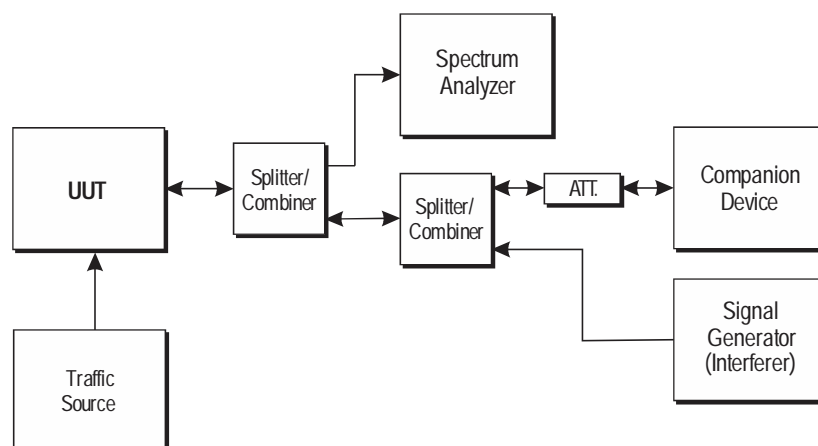 Spectrum
Analyzer
UUT
Splitter/
Combiner
Splitter/
Combiner
ATT.
Companion
Device
Traffic
Source
Signal
Generator
(Interferer)